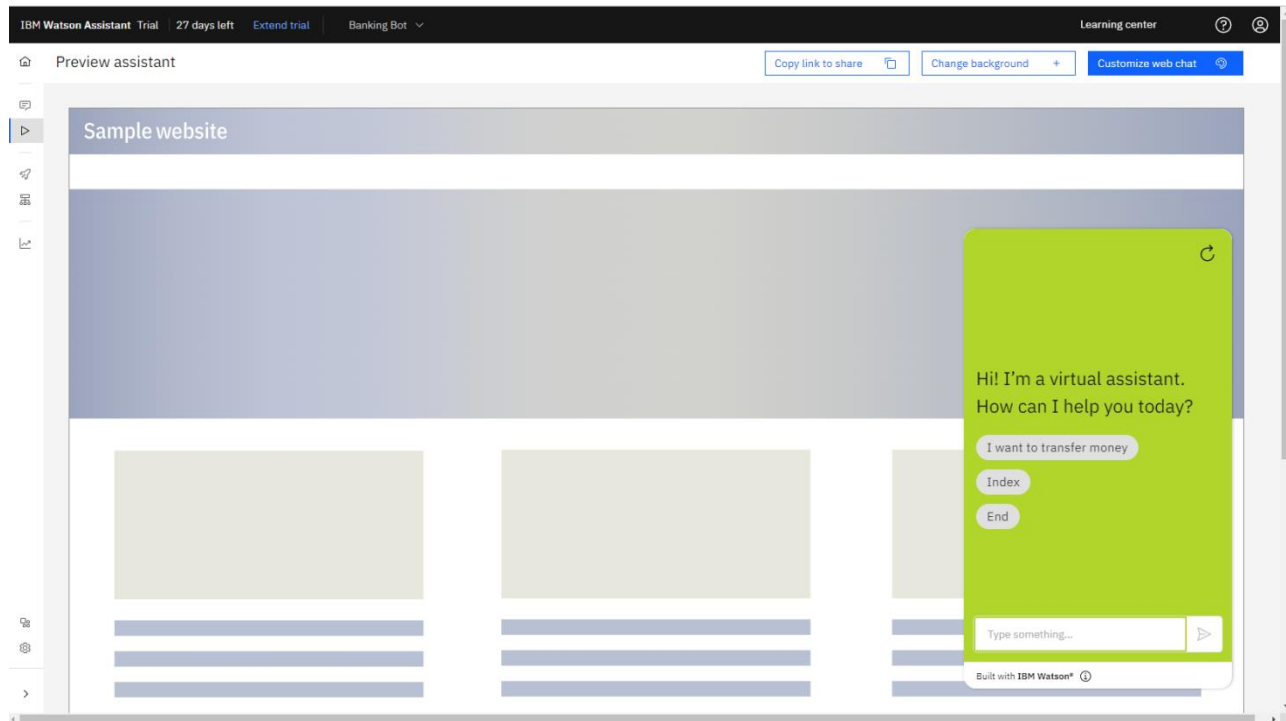 IBM Watson Assistant Trial 27 days left Extend trial Banking Bot Learning center
Preview assistant Copy link to share Change background + Customize web chat
Sample website
Hi! I'm a virtual assistant.
How can I help you today?
I want to transfer money
Index
End
Type something...
Built with IBM Watson®